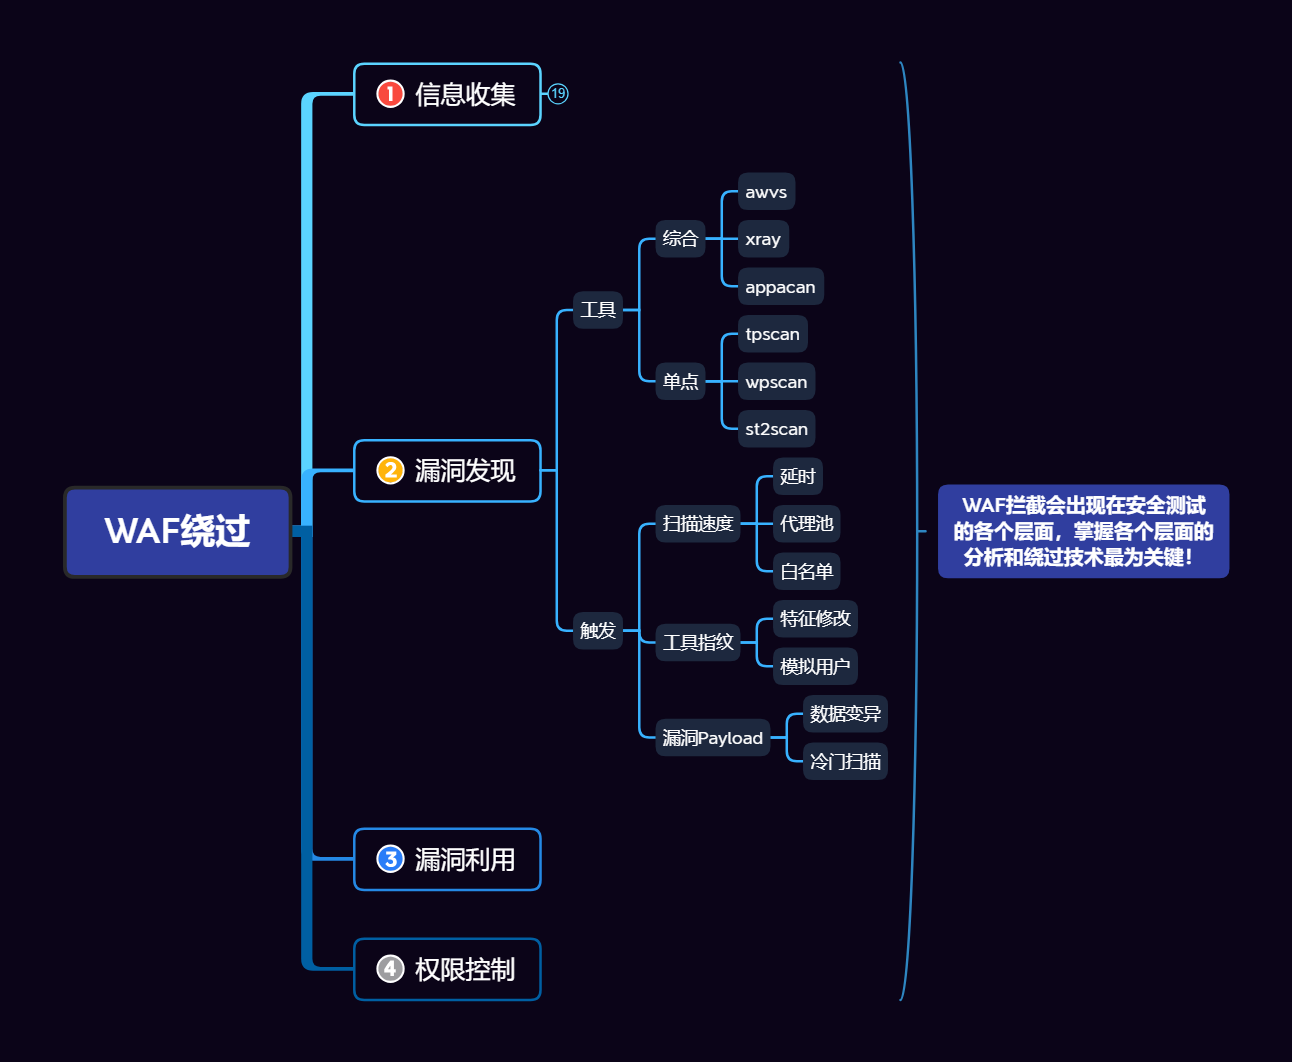 WAF绕过
1 信息收集
19
2 漏洞发现
工具
综合
awvs
xray
appacan
单点
tpscan
wpscan
st2scan
触发
扫描速度
延时
代理池
白名单
工具指纹
特征修改
模拟用户
漏洞Payload
数据变异
冷门扫描
3 漏洞利用
4 权限控制
WAF拦截会出现在安全测试
的各个层面，掌握各个层面的
分析和绕过技术最为关键！